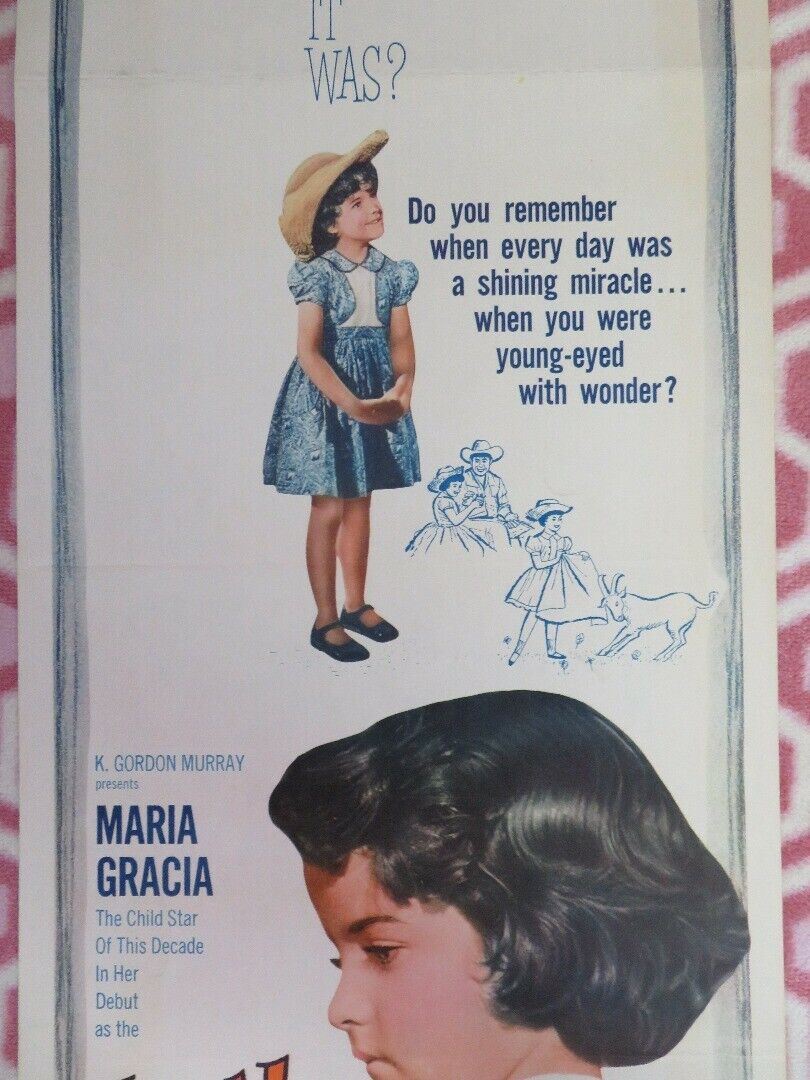 IT
WAS?
Do you remember
when every day was
a shining miracle...
when you were
young-eyed
with wonder?
K. GORDON MURRAY
presents
MARIA
GRACIA
The Child Star
Of This Decade
In Her
Debut
as the